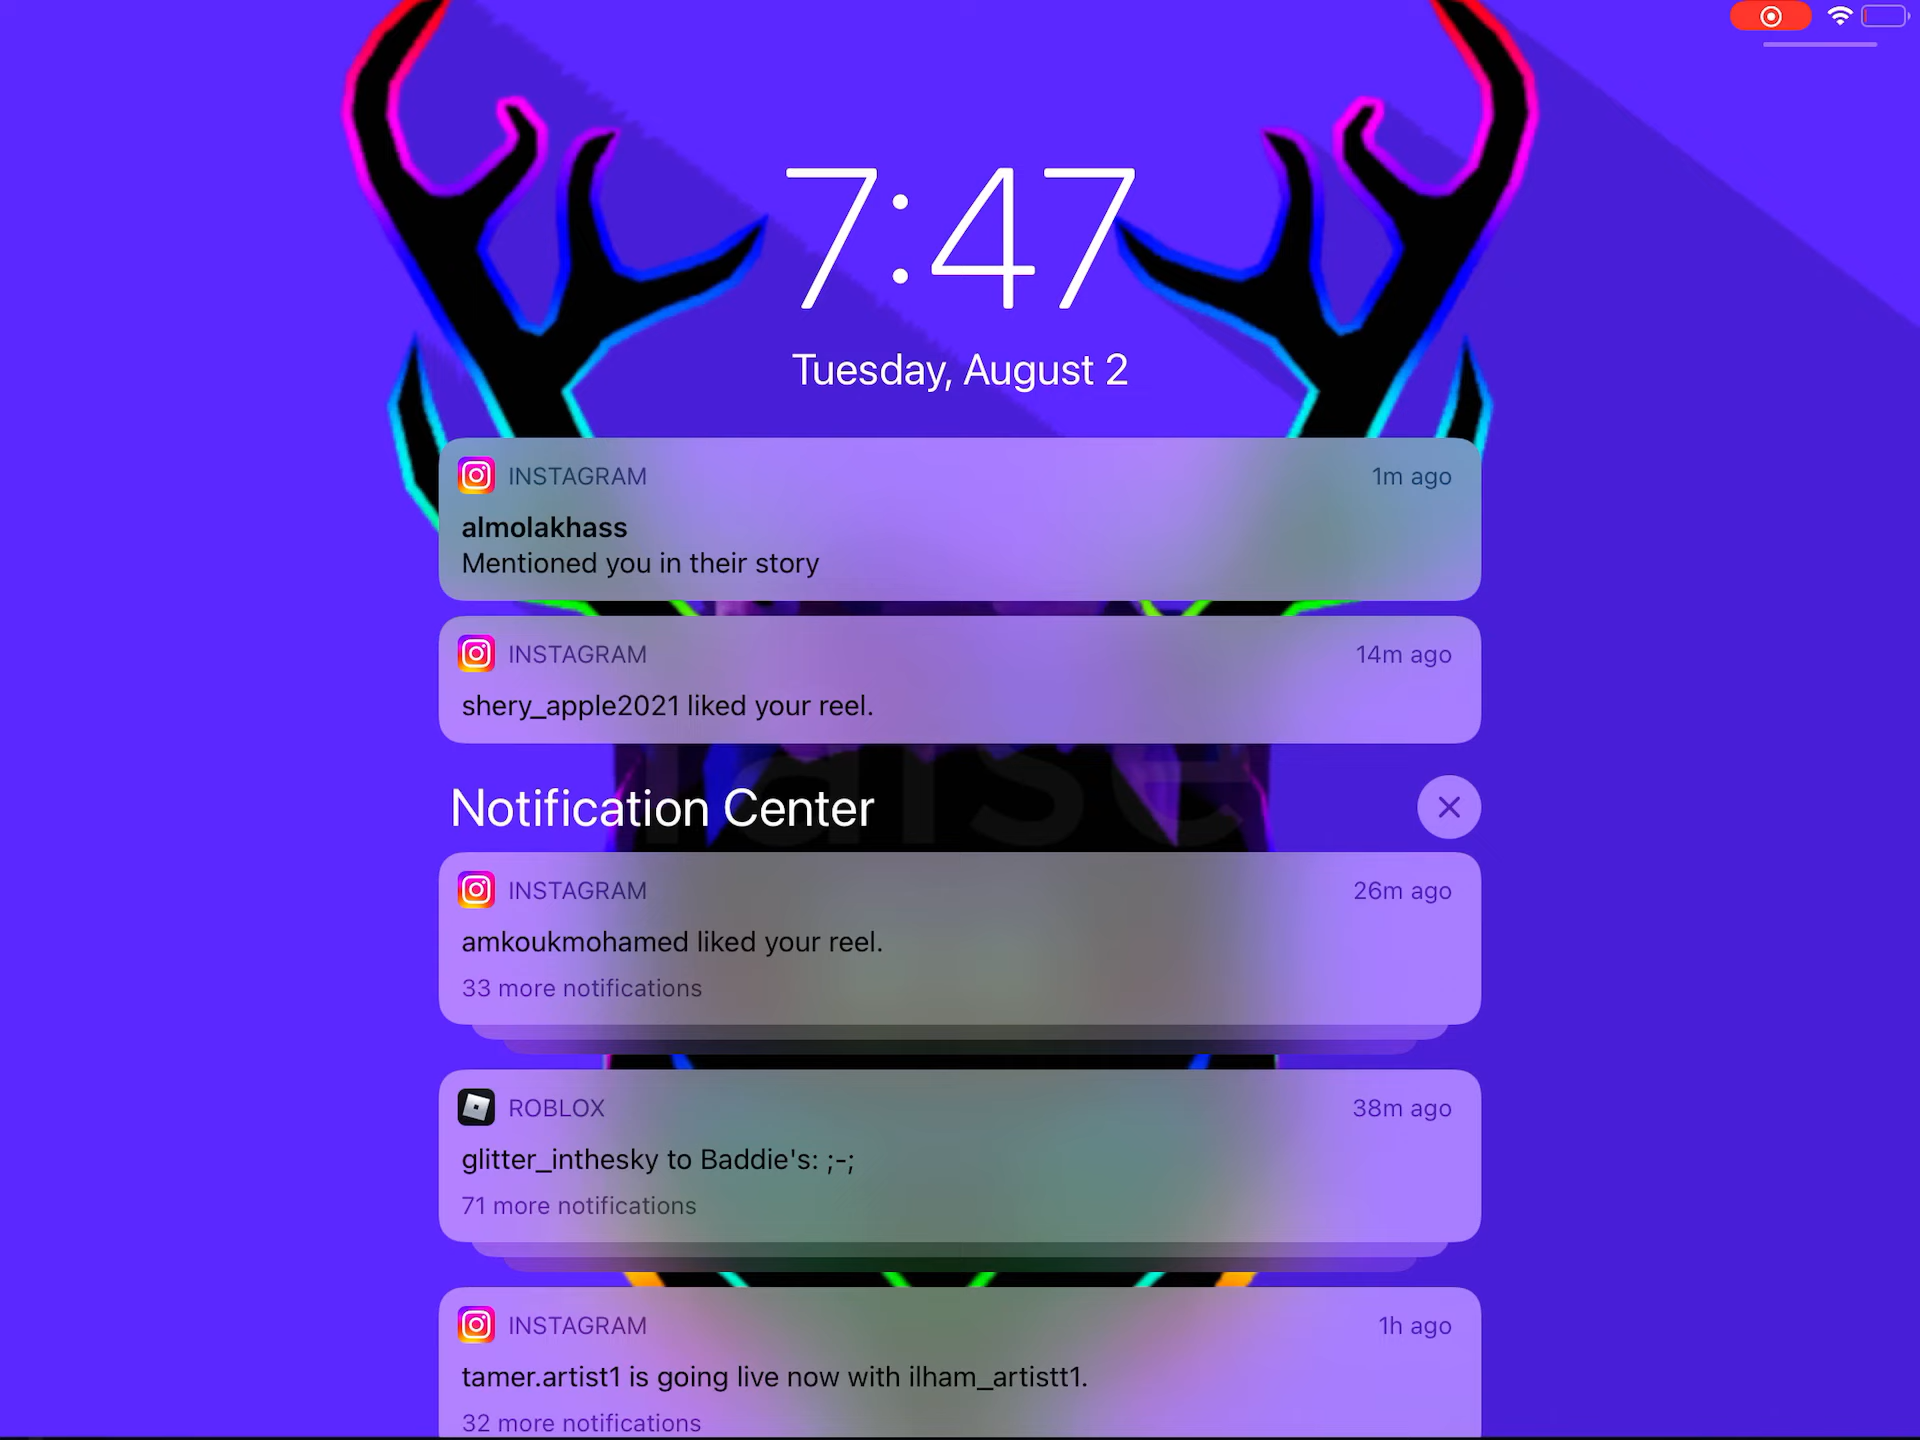 7:47
Tuesday, August 2
INSTAGRAM
1m ago
almolakhass
Mentioned you in their story
INSTAGRAM
14m ago
shery_apple2021 liked your reel.
Notification Center
INSTAGRAM
26m ago
amkoukmohamed liked your reel.
33 more notifications
ROBLOX
38m ago
glitter_inthesky to Baddie's: ;-;
71 more notifications
INSTAGRAM
1h ago
tamer.artist1 is going live now with ilham_artistt1.
32 more notifications